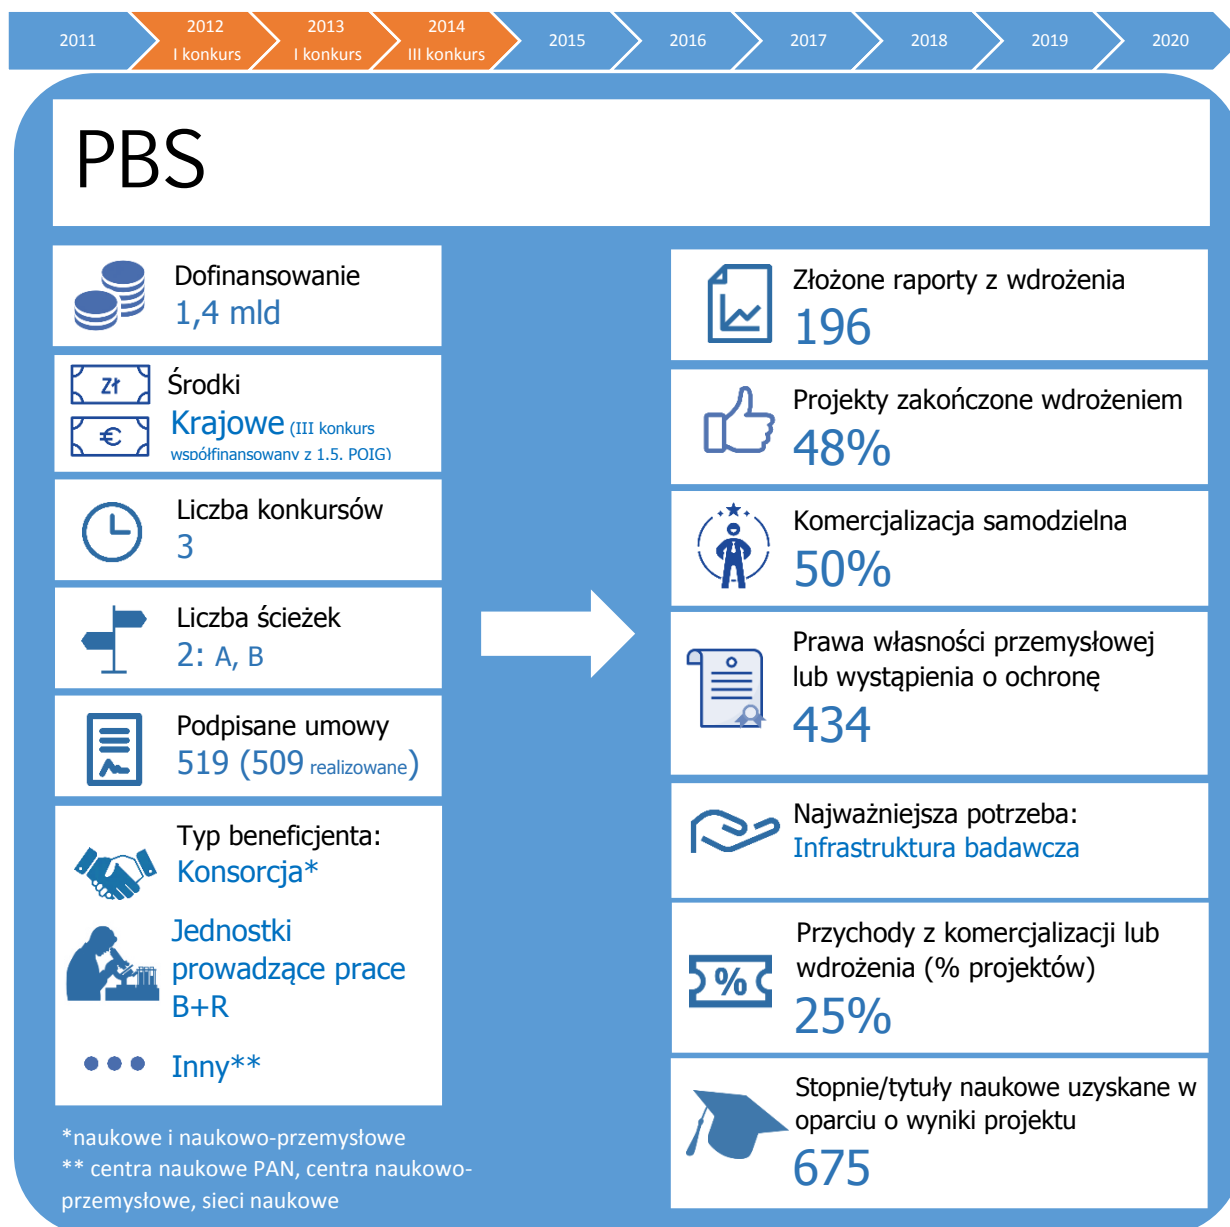 2011
2012
I konkurs
2013
I konkurs
2014
III konkurs
2015
2016
2017
2018
2019
2020
PBS
Dofinansowanie
1,4 mld
Zł
€
Środki
Krajowe (III konkurs
współfinansowany z 1.5. POIG)
Liczba konkursów
3
Liczba ścieżek
2: A, B
Podpisane umowy
519 (509 realizowane)
Typ beneficjenta:
Konsorcja*
Jednostki
prowadzące prace
B+R
Inny**
*naukowe i naukowo-przemysłowe
** centra naukowe PAN, centra naukowo-
przemysłowe, sieci naukowe
Złożone raporty z wdrożenia
196
Projekty zakończone wdrożeniem
48%
Komercjalizacja samodzielna
50%
Prawa własności przemysłowej
lub wystąpienia o ochronę
434
Najważniejsza potrzeba:
Infrastruktura badawcza
Przychody z komercjalizacji lub
wdrożenia (% projektów)
%
25%
Stopnie/tytuły naukowe uzyskane w
oparciu o wyniki projektu
675